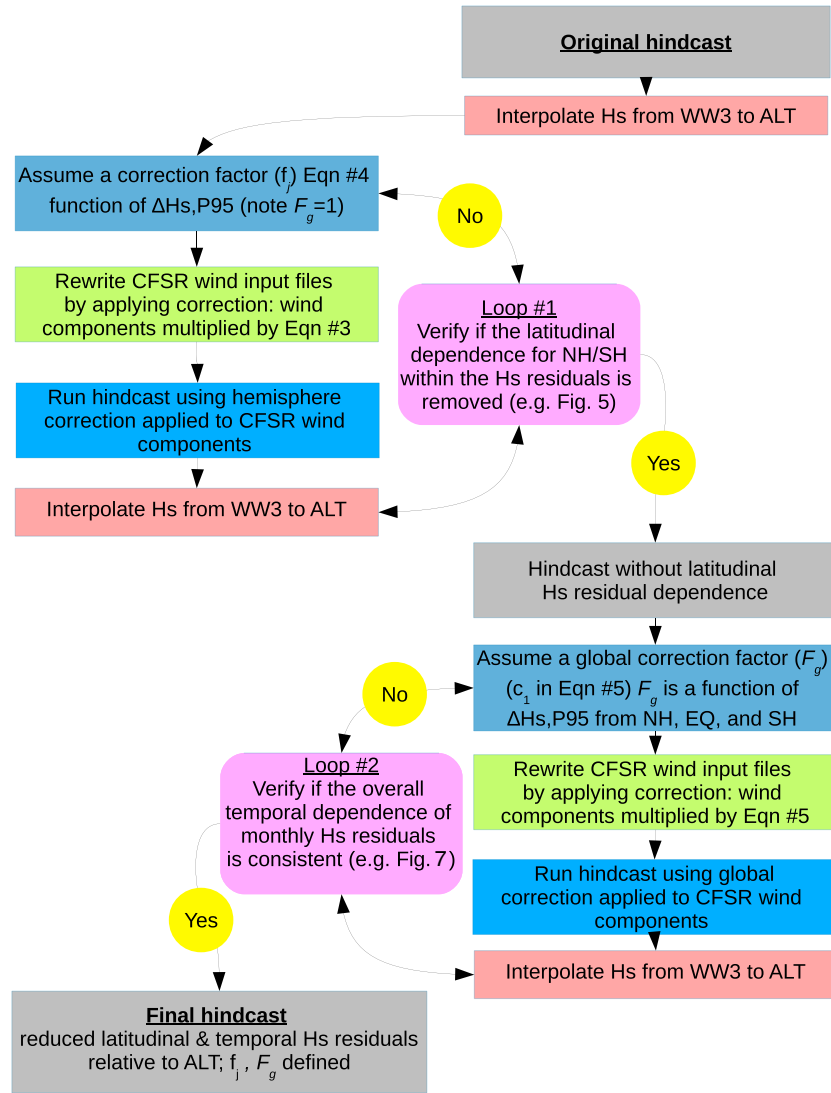 Original hindcast
Interpolate Hs from WW3 to ALT
Assume a correction factor (fj) Eqn #4
function of ΔHs,P95 (note Fg=1)
No
Rewrite CFSR wind input files
by applying correction: wind
components multiplied by Eqn #3
Loop #1
Verify if the latitudinal
dependence for NH/SH
within the Hs residuals is
removed (e.g. Fig. 5)
Run hindcast using hemisphere
correction applied to CFSR wind
components
Yes
Interpolate Hs from WW3 to ALT
Hindcast without latitudinal
Hs residual dependence
Assume a global correction factor (Fg)
(c1 in Eqn #5) Fg is a function of
ΔHs,P95 from NH, EQ, and SH
No
Loop #2
Verify if the overall
temporal dependence of
monthly Hs residuals
is consistent (e.g. Fig. 7)
Rewrite CFSR wind input files
by applying correction: wind
components multiplied by Eqn #5
Run hindcast using global
correction applied to CFSR wind
components
Yes
Interpolate Hs from WW3 to ALT
Final hindcast
reduced latitudinal & temporal Hs residuals
relative to ALT; fj , Fg defined